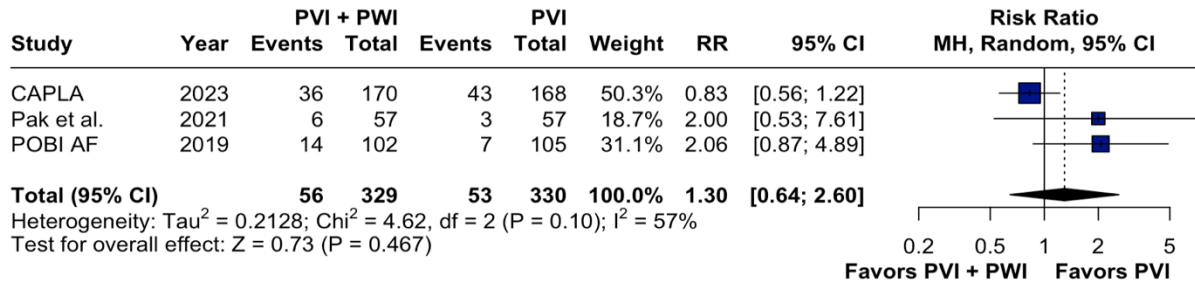 PVI + PWI PVI Risk Ratio
Study Year Events Total Events Total Weight RR 95% CI MH, Random, 95% CI
CAPLA 2023 36 170 43 168 50.3% 0.83 [0.56; 1.22]
Pak et al. 2021 6 57 3 57 18.7% 2.00 [0.53; 7.61]
POBI AF 2019 14 102 7 105 31.1% 2.06 [0.87; 4.89]
Total (95% CI) 56 329 53 330 100.0% 1.30 [0.64; 2.60]
Heterogeneity: Tau² = 0.2128; Chi² = 4.62, df = 2 (P = 0.10); I² = 57%
Test for overall effect: Z = 0.73 (P = 0.467)
0.2 0.5 1 2 5
Favors PVI + PWI Favors PVI